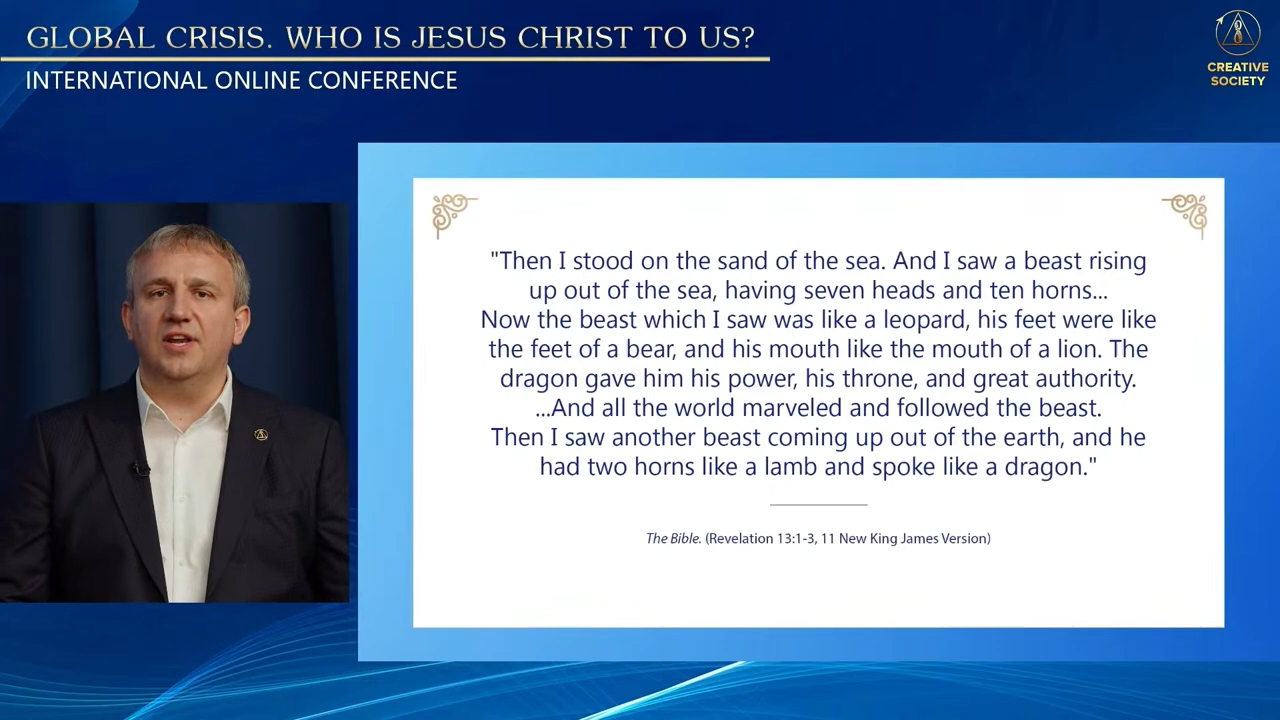 GLOBAL CRISIS. WHO IS JESUS CHRIST TO US?
INTERNATIONAL ONLINE CONFERENCE
CREATIVE
SOCIETY
"Then I stood on the sand of the sea. And I saw a beast rising
up out of the sea, having seven heads and ten horns...
Now the beast which I saw was like a leopard, his feet were like
the feet of a bear, and his mouth like the mouth of a lion. The
dragon gave him his power, his throne, and great authority.
...And all the world marveled and followed the beast.
Then I saw another beast coming up out of the earth, and he
had two horns like a lamb and spoke like a dragon."
The Bible. (Revelation 13:1-3, 11 New King James Version)